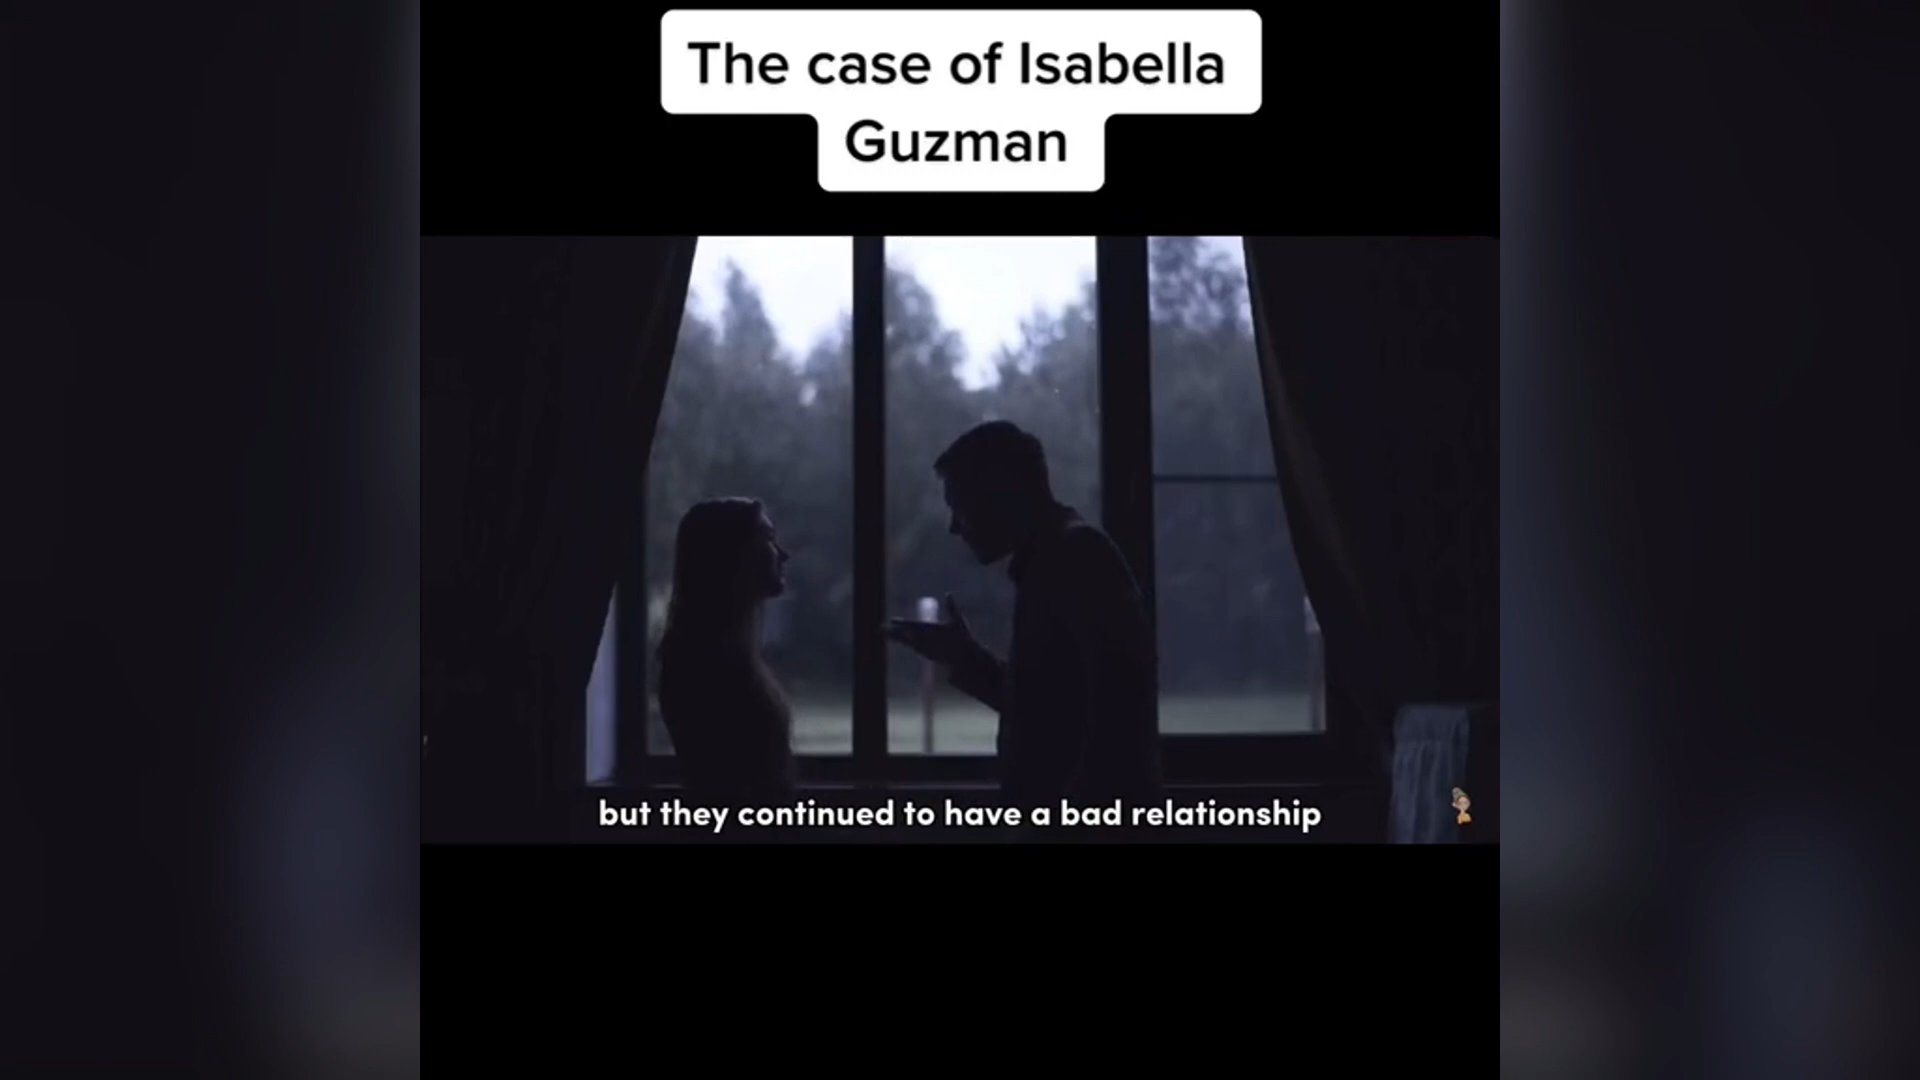 The case of Isabella
Guzman
but they continued to have a bad relationship